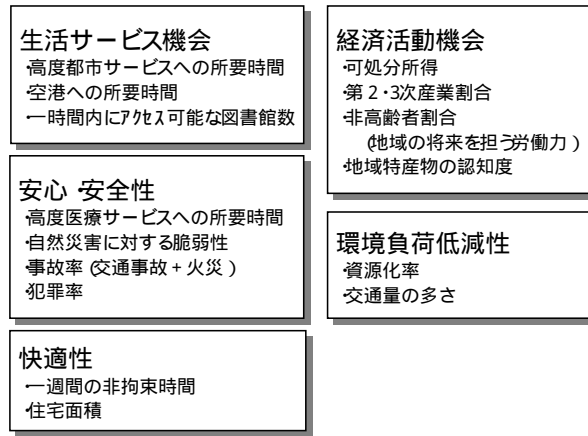 生活サービス機会
・高度都市サービスへの所要時間
・空港への所要時間
・一時間内にアクセス可能な図書館数
安心・安全性
・高度医療サービスへの所要時間
・自然災害に対する脆弱性
・事故率(交通事故+火災)
・犯罪率
快適性
・一週間の非拘束時間
・住宅面積
経済活動機会
・可処分所得
・第2・3次産業割合
・非高齢者割合
(地域の将来を担う労働力)
・地域特産物の認知度
環境負荷低減性
・資源化率
・交通量の多さ